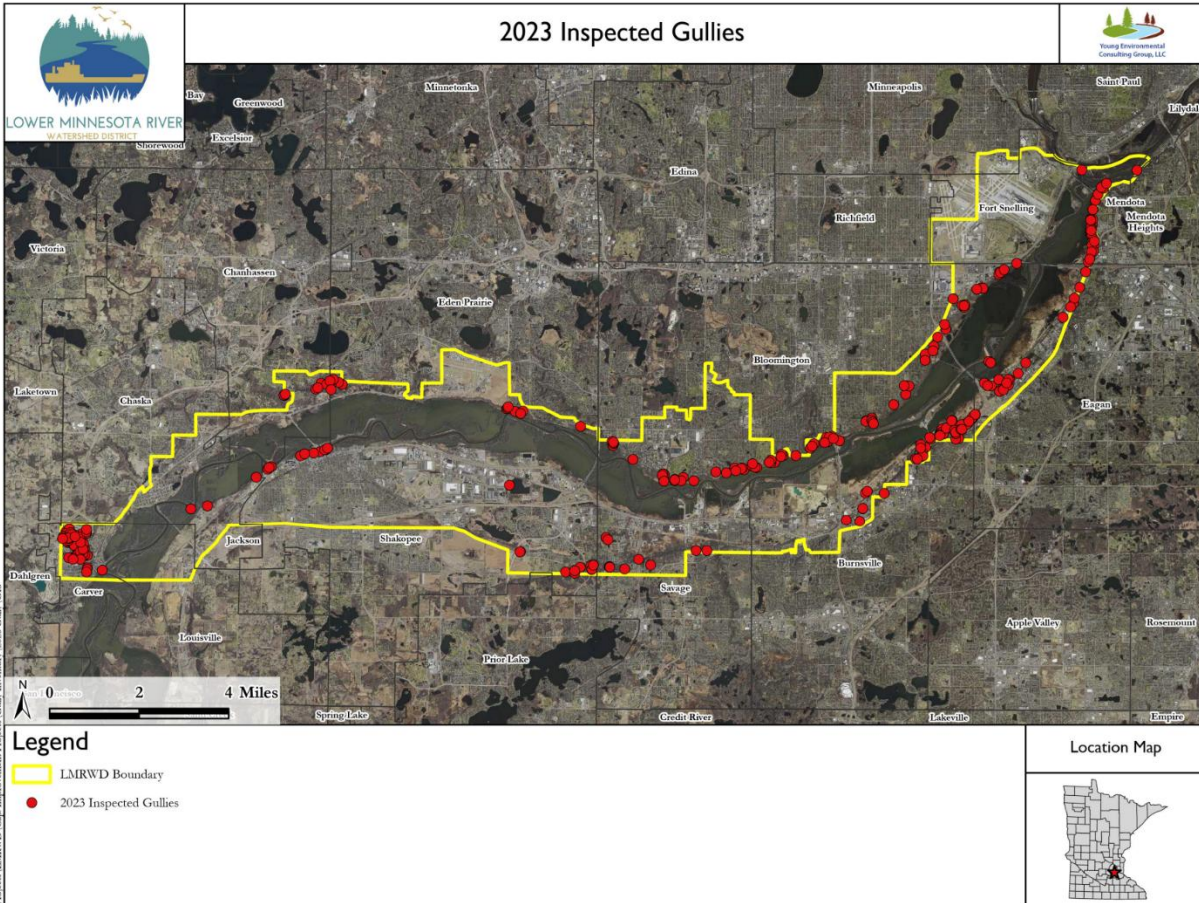 2023 Inspected Gullies
LOWER MINNESOTA RIVER
WATERSHED DISTRICT
Young Environmental
Consulting Group, LLC
Bay
Greenwood
Minnetonka
Minneapolis
Saint Paul
Lilydale
Shorewood
Excelsior
Edina
Richfield
Fort Snelling
Mendota
Mendota
Heights
Victoria
Chanhassen
Eden Prairie
Bloomington
Laketown
Chaska
Eagan
Jackson
Shakopee
Dahlgren
Carver
Savage
Burnsville
Louisville
Apple Valley
Rosemount
Prior Lake
N
0 2 4 Miles
Spring Lake
Credit River
Lakeville
Empire
Legend
LMRWD Boundary
2023 Inspected Gullies
Location Map